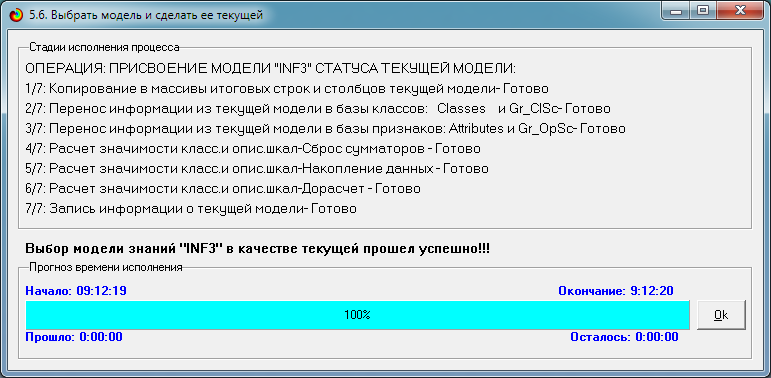 5.6. Выбрать модель и сделать ее текущей
Стадии исполнения процесса
ОПЕРАЦИЯ: ПРИСВОЕНИЕ МОДЕЛИ "INF3" СТАТУСА ТЕКУЩЕЙ МОДЕЛИ:
1/7: Копирование в массивы итоговых строк и столбцов текущей модели- Готово
2/7: Перенос информации из текущей модели в базы классов: Classes и Gr_ClSc- Готово
3/7: Перенос информации из текущей модели в базы признаков: Attributes и Gr_OpSc- Готово
4/7: Расчет значимости класс.и опис.шкал-Сброс сумматоров - Готово
5/7: Расчет значимости класс.и опис.шкал-Накопление данных - Готово
6/7: Расчет значимости класс.и опис.шкал-Дорасчет - Готово
7/7: Запись информации о текущей модели- Готово
Выбор модели знаний "INF3" в качестве текущей прошел успешно!!!
Прогноз времени исполнения
Начало: 09:12:19 Окончание: 9:12:20
100% Ok
Прошло: 0:00:00 Осталось: 0:00:00